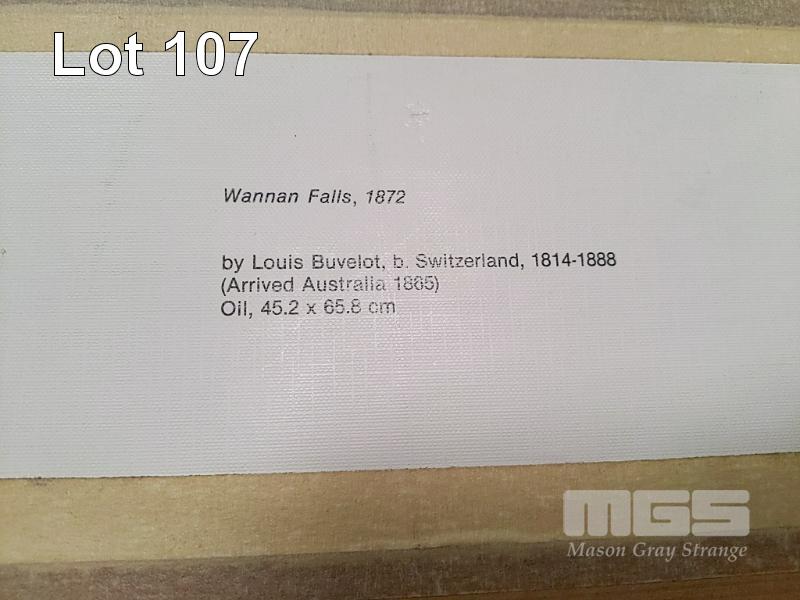 Lot 107
Wannan Falls, 1872
by Louis Buvelot, b. Switzerland, 1814-1888
(Arrived Australia 1865)
Oil, 45.2 x 65.8 cm
MGS
Mason Gray Strange